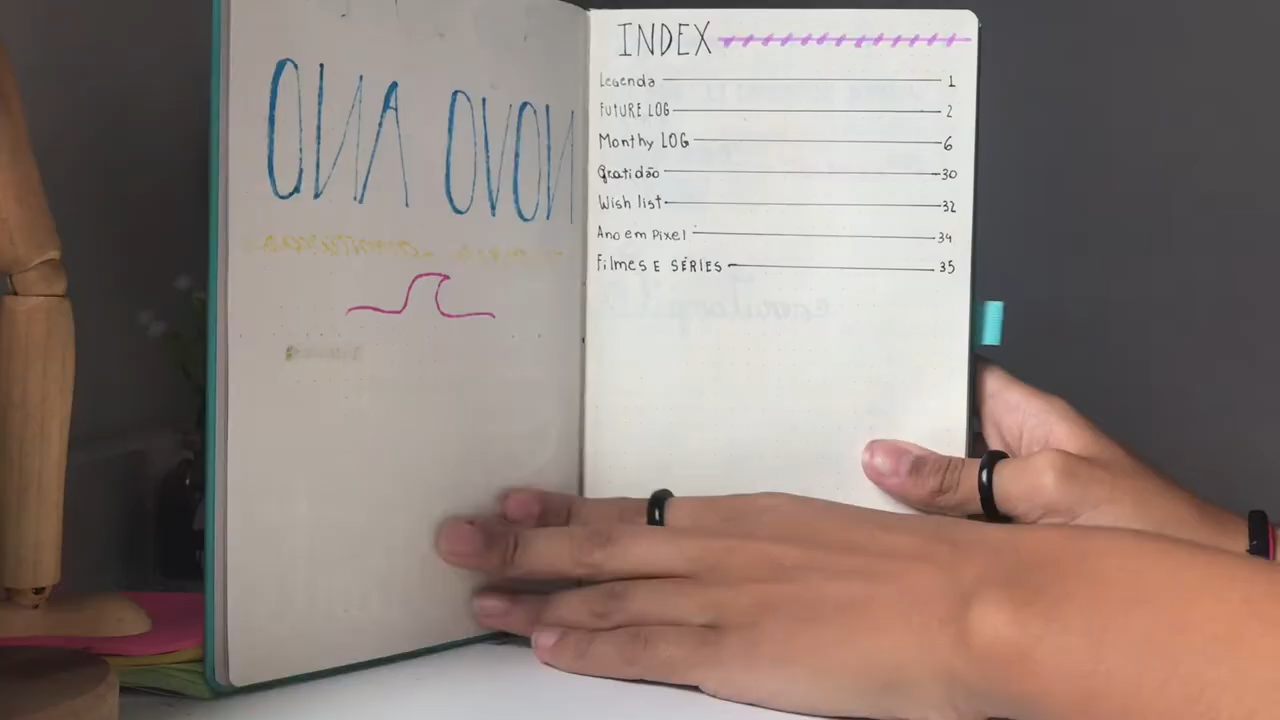 NOVO ANO
INDEX
Legenda 1
FUTURE LOG 2
Monthy LOG 6
Gratidão 30
Wish list 32
Ano em Pixel 34
Filmes E SÉRIES 35